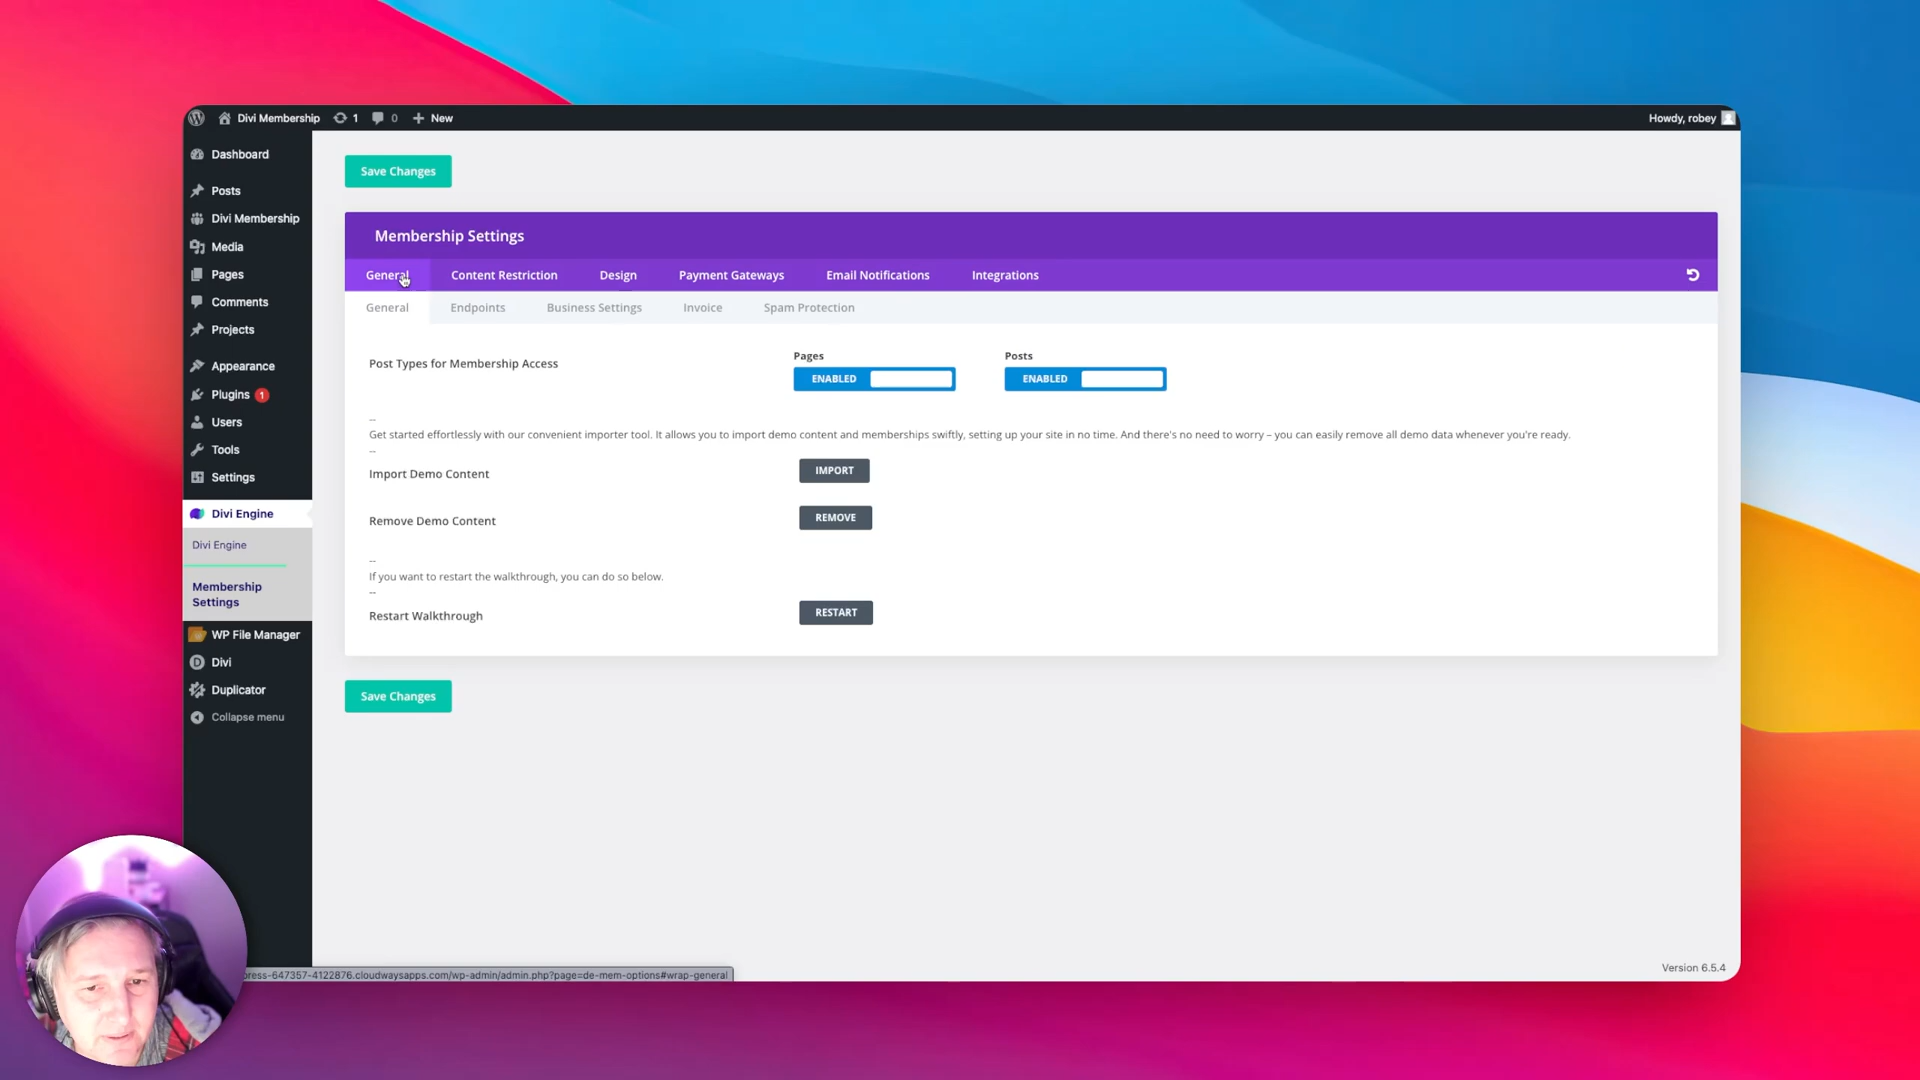 Divi Membership
1
0
New
Howdy, robey
Dashboard
Posts
Divi Membership
Media
Pages
Comments
Projects
Appearance
Plugins 1
Users
Tools
Settings
Divi Engine
Divi Engine
Membership
Settings
WP File Manager
Divi
Duplicator
Collapse menu
Save Changes
Membership Settings
General
Content Restriction
Design
Payment Gateways
Email Notifications
Integrations
General
Endpoints
Business Settings
Invoice
Spam Protection
Post Types for Membership Access
Pages
ENABLED
Posts
ENABLED
--
Get started effortlessly with our convenient importer tool. It allows you to import demo content and memberships swiftly, setting up your site in no time. And there's no need to worry – you can easily remove all demo data whenever you're ready.
--
Import Demo Content
IMPORT
Remove Demo Content
REMOVE
--
If you want to restart the walkthrough, you can do so below.
--
Restart Walkthrough
RESTART
Save Changes
Version 6.5.4
press-647357-4122876.cloudwaysapps.com/wp-admin/admin.php?page=de-mem-options#wrap-general